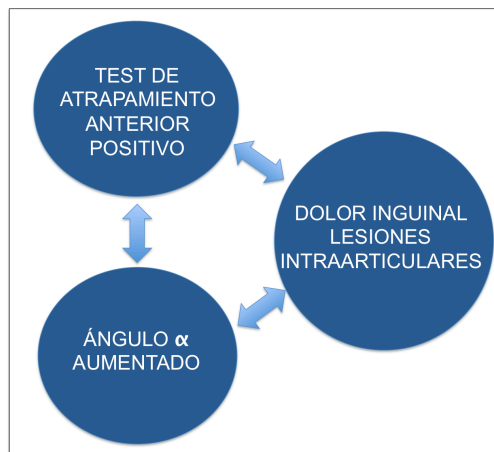 TEST DE
ATRAPAMIENTO
ANTERIOR
POSITIVO
DOLOR INGUINAL
LESIONES
INTRAARTICULARES
ÁNGULO α
AUMENTADO